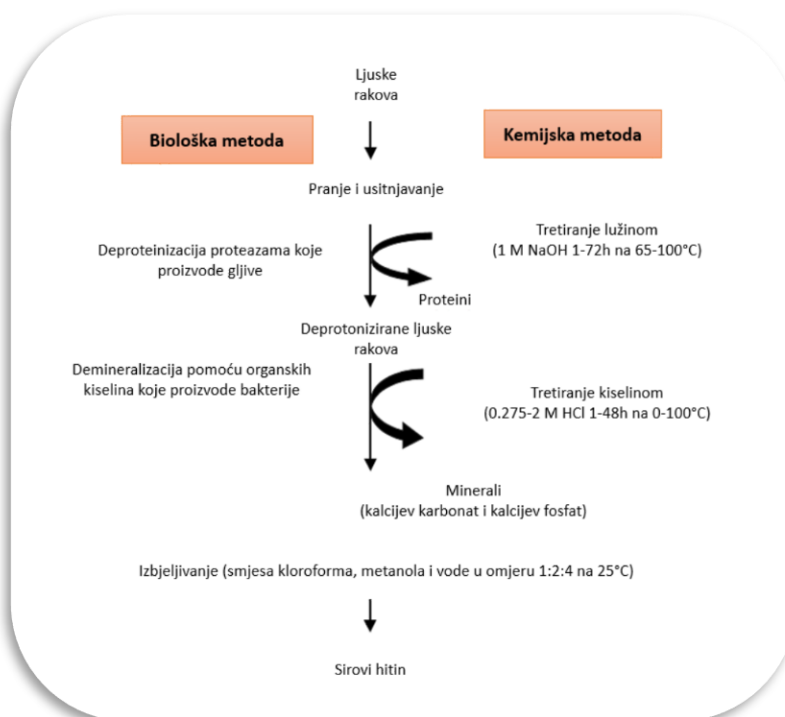 Ljuske
rakova
Biološka metoda
Kemijska metoda
Pranje i usitnjavanje
Deproteinizacija proteazama koje
proizvode gljive
Tretiranje lužinom
(1 M NaOH 1-72h na 65-100°C)
Proteini
Deprotonizirane ljuske
rakova
Demineralizacija pomoću organskih
kiselina koje proizvode bakterije
Tretiranje kiselinom
(0.275-2 M HCl 1-48h na 0-100°C)
Minerali
(kalcijev karbonat i kalcijev fosfat)
Izbjeljivanje (smjesa kloroforma, metanola i vode u omjeru 1:2:4 na 25°C)
Sirovi hitin